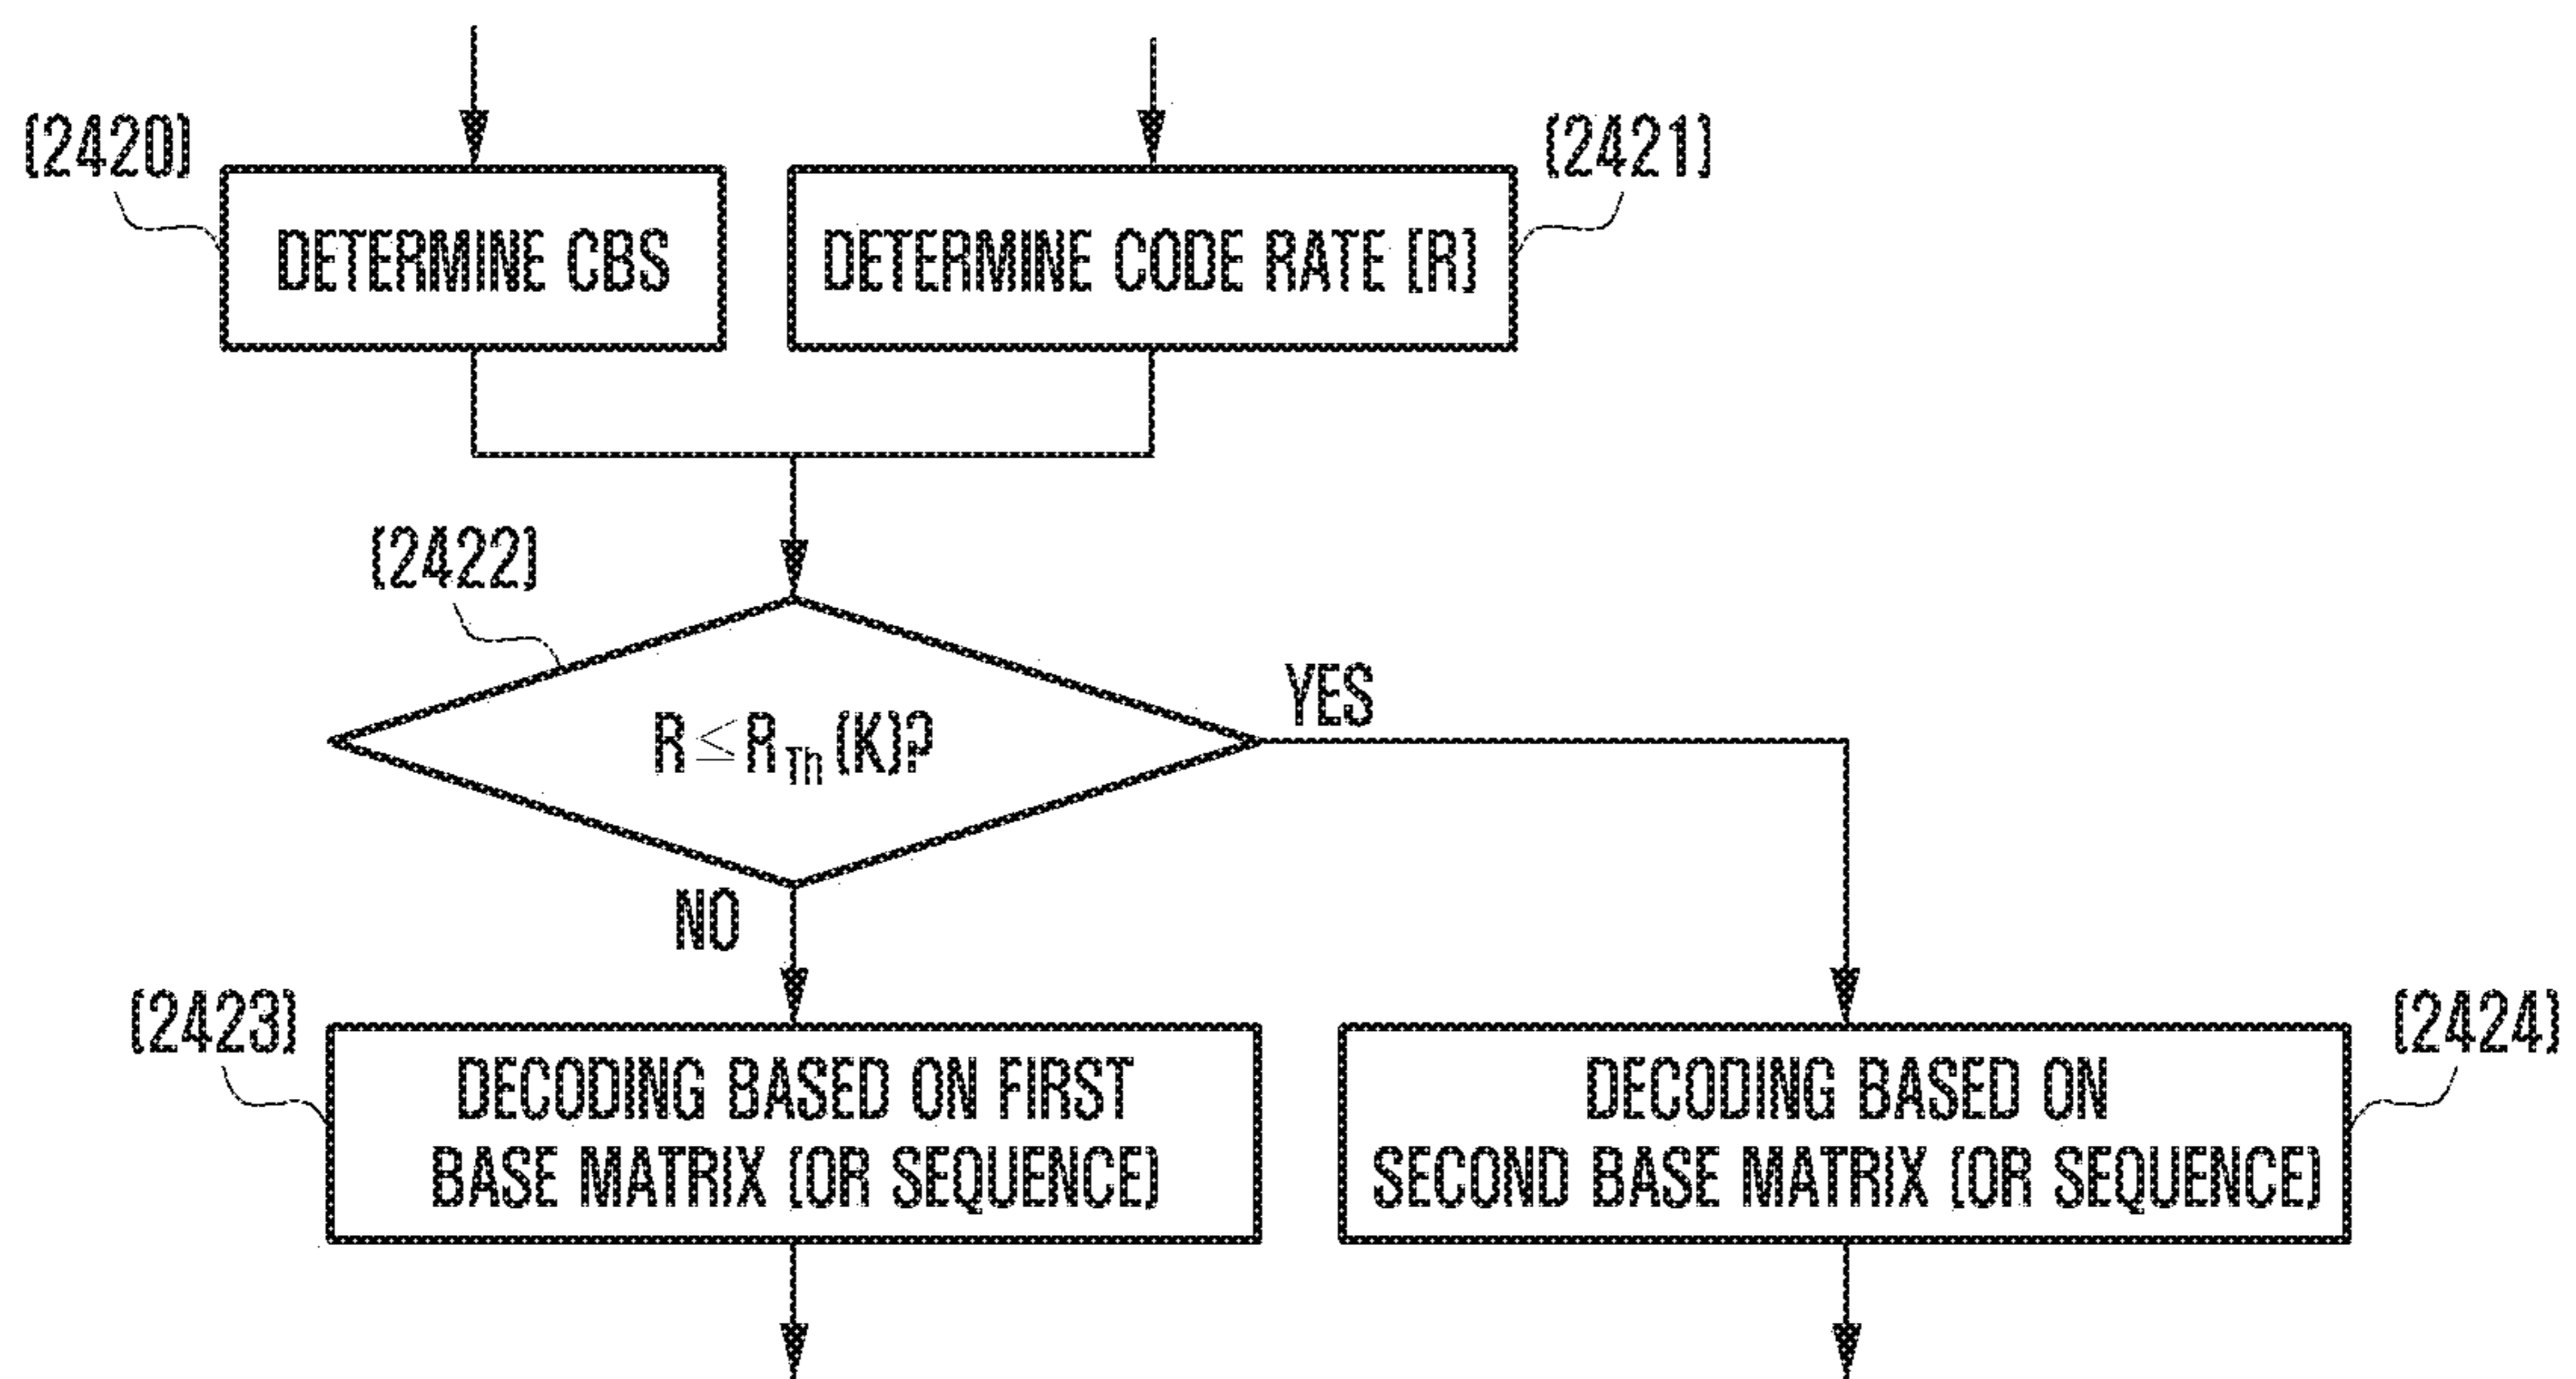 (2420)
(2421)
DETERMINE CBS
DETERMINE CODE RATE (R)
(2422)
R ≤ R Th (K)?
YES
NO
(2423)
(2424)
DECODING BASED ON FIRST
BASE MATRIX (OR SEQUENCE)
DECODING BASED ON
SECOND BASE MATRIX (OR SEQUENCE)